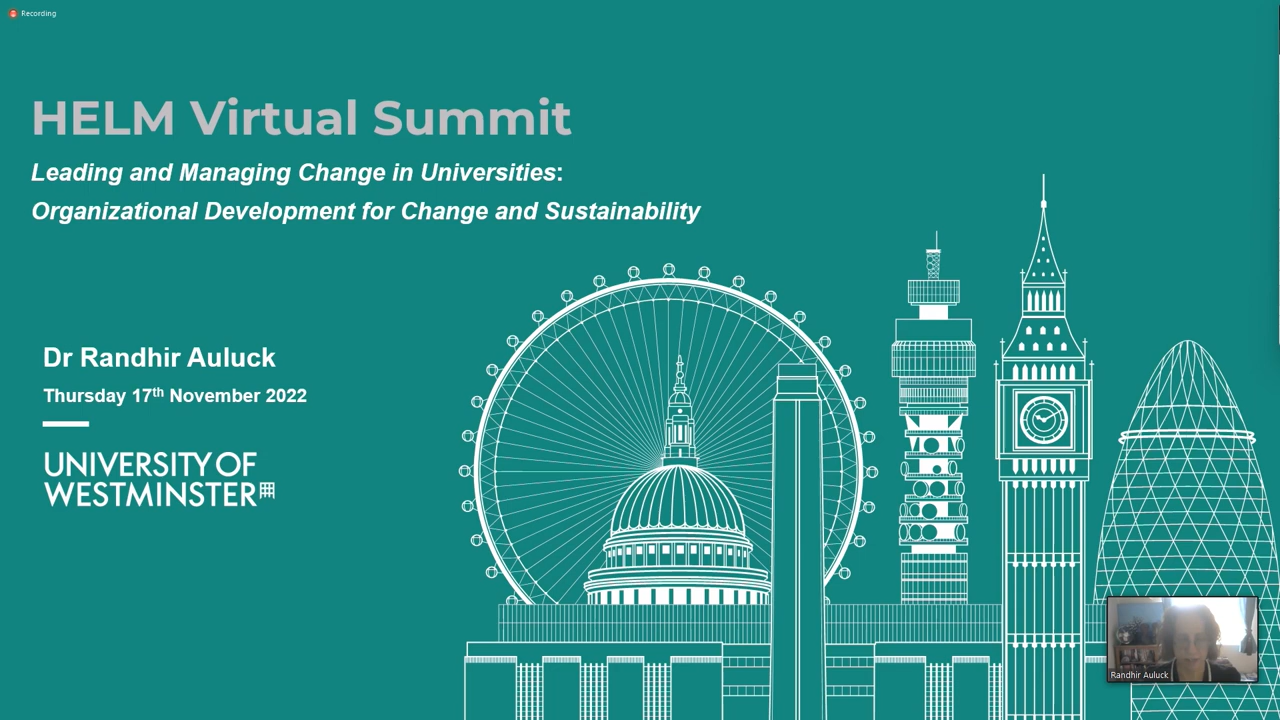 Recording
HELM Virtual Summit
Leading and Managing Change in Universities:
Organizational Development for Change and Sustainability
Dr Randhir Auluck
Thursday 17th November 2022
UNIVERSITY OF
WESTMINSTER
Randhir Auluck